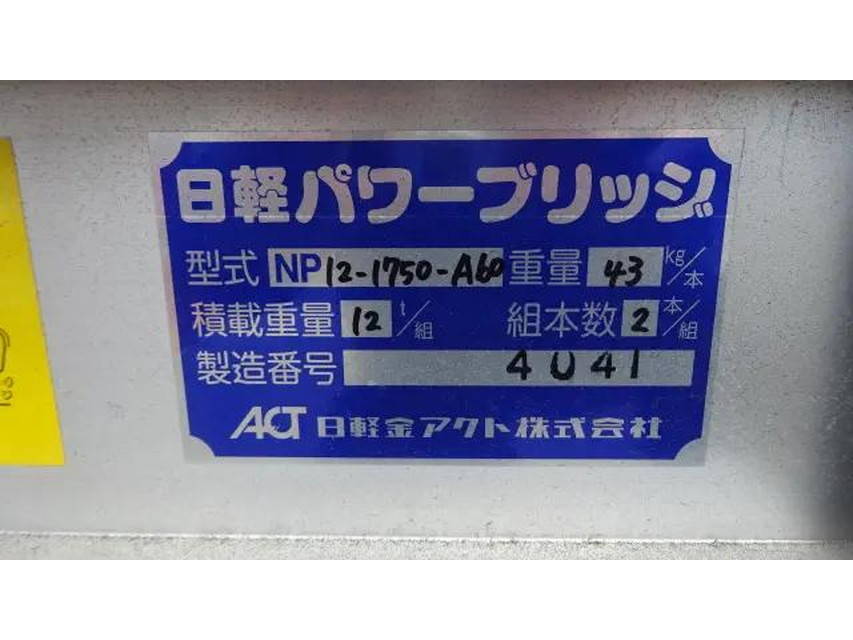 日軽パワーブリッジ
型式 NP12-1750-A60 重量 43 kg/本
積載重量 12 t/組 組本数 2 本/組
製造番号 4U41
ACT 日軽金アクト株式会社